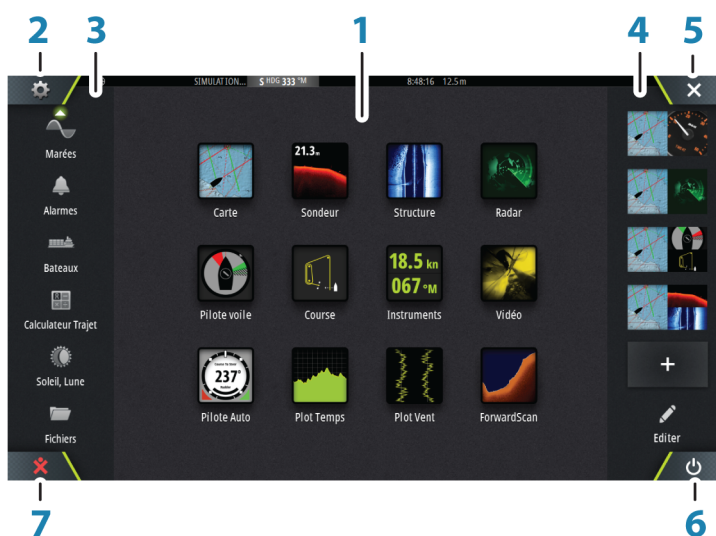 2 3 1 4 5
9 SIMULATION... S HDG 333 °M 8:48:16 12.5m
Marées
Alarmes
Bateaux
Calculateur Trajet
Soleil, Lune
Fichiers
21.3m
Carte Sondeur Structure Radar
18.5 kn
067 °M
Pilote voile Course Instruments Vidéo
237°
Pilote Auto Plot Temps Plot Vent ForwardScan
+
Editer
7 6